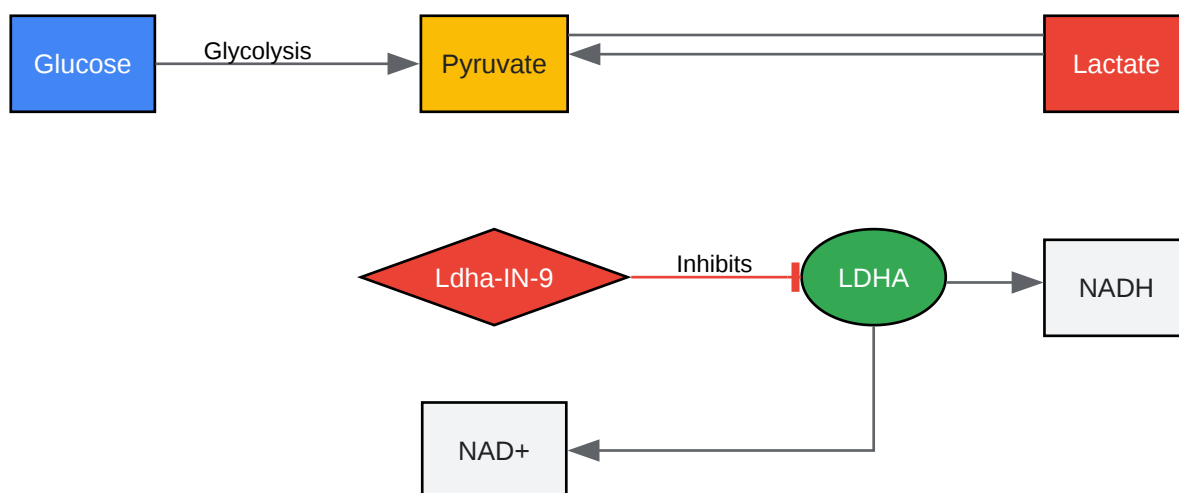 Glucose
Glycolysis
Pyruvate
Lactate
Ldha-IN-9
Inhibits
LDHA
NADH
NAD+